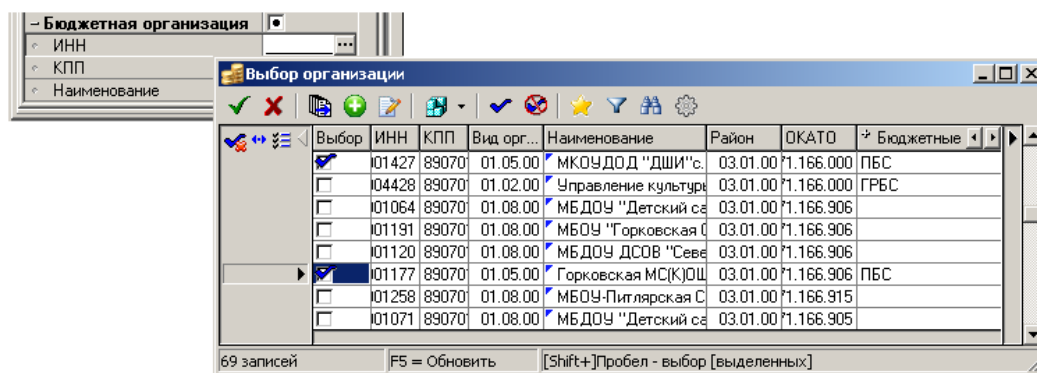 Бюджетная организация
ИНН
КПП
Наименование
Выбор организации
Выбор ИНН КПП Вид орг... Наименование Район ОКАТО Бюджетные
01427 89070 01.05.00 МКОУДОД "ДШИ"с. 03.01.00 71.166.000 ПБС
04428 89070 01.02.00 Управление культуры 03.01.00 71.166.000 ГРБС
01064 89070 01.08.00 МБДОУ "Детский са 03.01.00 71.166.906
01191 89070 01.08.00 МБОУ "Горковская 03.01.00 71.166.906
01120 89070 01.08.00 МБДОУ ДСОВ "Севе 03.01.00 71.166.906
01177 89070 01.05.00 Горковская МС(К)ОШ 03.01.00 71.166.906 ПБС
01258 89070 01.08.00 МБОУ-Питлярская С 03.01.00 71.166.915
01071 89070 01.08.00 МБДОУ "Детский са 03.01.00 71.166.905
69 записей F5 = Обновить [Shift+]Пробел - выбор [выделенных]